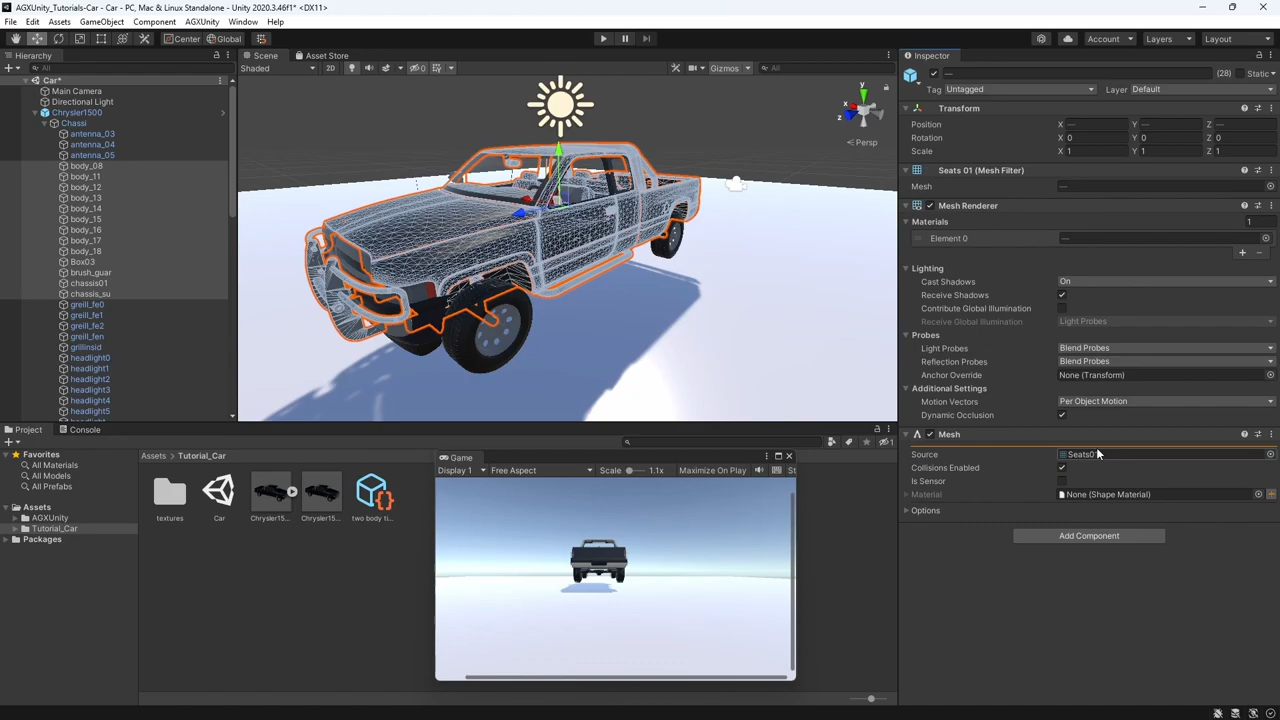 AGXUnity_Tutorials-Car - Car - PC, Mac & Linux Standalone - Unity 2020.3.46f1* <DX11>
File Edit Assets GameObject Component AGXUnity Window Help
Center Global Account Layers Layout
Hierarchy
All
Car*
Main Camera
Directional Light
Chrysler1500
Chassi
antenna_03
antenna_04
antenna_05
body_08
body_11
body_12
body_13
body_14
body_15
body_16
body_17
body_18
Box03
brush_guar
chassis01
chassis_su
greill_fe0
greill_fe1
greill_fe2
greill_fen
grillinsid
headlight0
headlight1
headlight2
headlight3
headlight4
headlight5
Scene Asset Store
Shaded 2D 0 Gizmos All
y
x
z
Persp
Inspector
— (28) Static
Tag Untagged Layer Default
Transform
Position X — Y — Z —
Rotation X 0 Y 0 Z 0
Scale X 1 Y 1 Z 1
Seats 01 (Mesh Filter)
Mesh —
Mesh Renderer
Materials 1
Element 0 —
Lighting
Cast Shadows On
Receive Shadows
Contribute Global Illumination
Receive Global Illumination Light Probes
Probes
Light Probes Blend Probes
Reflection Probes Blend Probes
Anchor Override None (Transform)
Additional Settings
Motion Vectors Per Object Motion
Dynamic Occlusion
Mesh
Source Seats01
Collisions Enabled
Is Sensor
Material None (Shape Material)
Options
Add Component
Project Console
1
Favorites
All Materials
All Models
All Prefabs
Assets
AGXUnity
Tutorial_Car
Packages
Assets > Tutorial_Car
textures
Car
Chrysler15...
Chrysler15...
two body ti...
Game
Display 1 Free Aspect Scale 1.1x Maximize On Play St